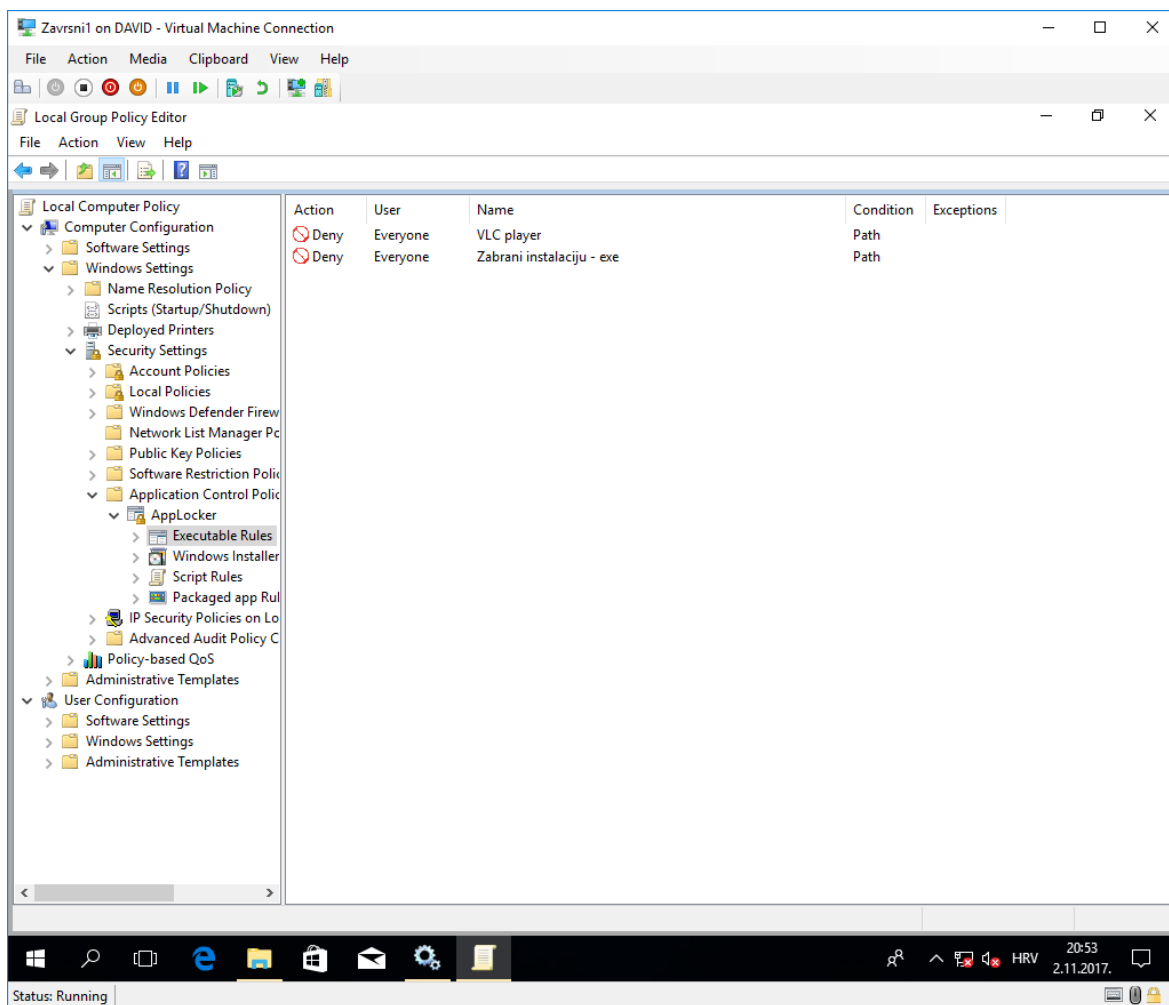 Zavrsni1 on DAVID - Virtual Machine Connection
File Action Media Clipboard View Help
Local Group Policy Editor
File Action View Help
Local Computer Policy
Computer Configuration
Software Settings
Windows Settings
Name Resolution Policy
Scripts (Startup/Shutdown)
Deployed Printers
Security Settings
Account Policies
Local Policies
Windows Defender Firew
Network List Manager Pc
Public Key Policies
Software Restriction Polic
Application Control Polic
AppLocker
Executable Rules
Windows Installer
Script Rules
Packaged app Rul
IP Security Policies on Lo
Advanced Audit Policy C
Policy-based QoS
Administrative Templates
User Configuration
Software Settings
Windows Settings
Administrative Templates
Action User Name Condition Exceptions
Deny Everyone VLC player Path
Deny Everyone Zabrani instalaciju - exe Path
HRV
20:53
2.11.2017.
Status: Running